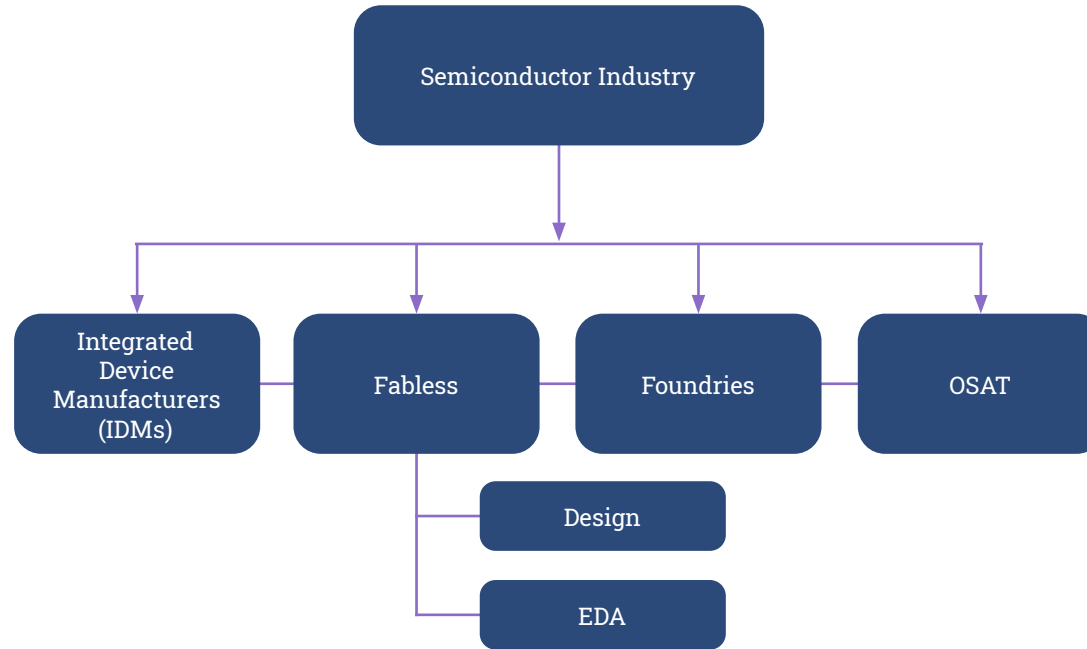 Semiconductor Industry
Integrated
Device
Manufacturers
(IDMs)
Fabless
Foundries
OSAT
Design
EDA